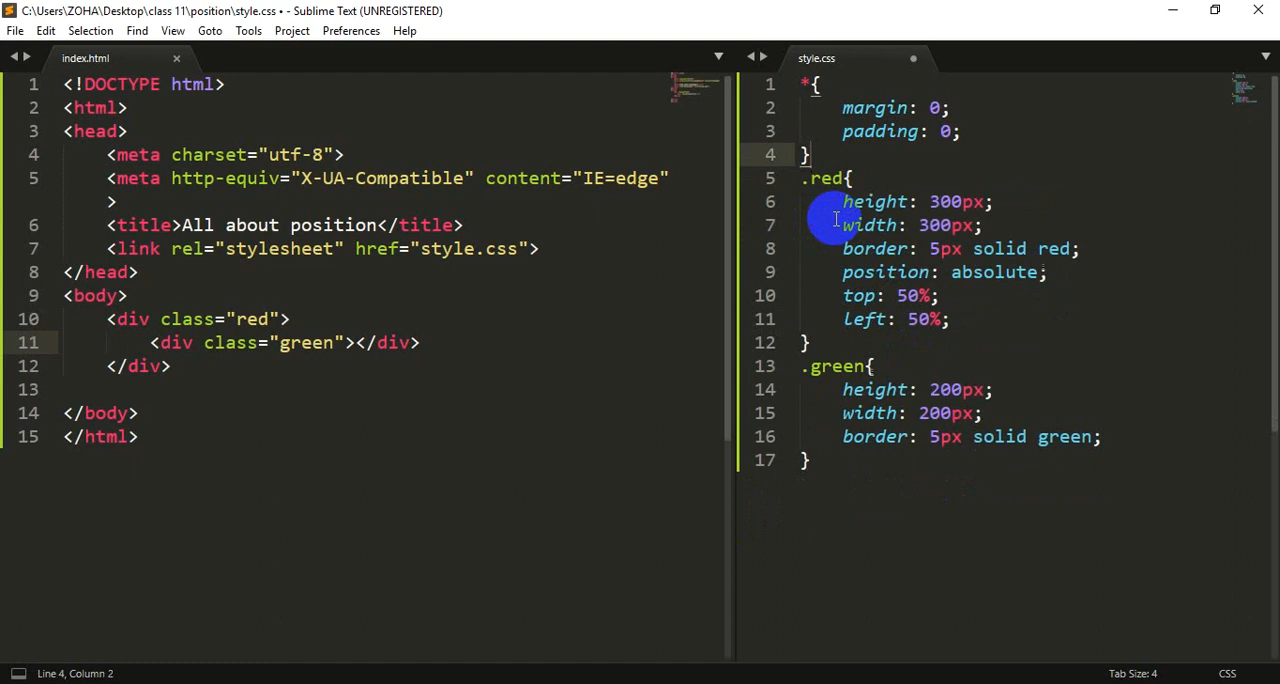 C:\Users\ZOHA\Desktop\class 11\position\style.css • - Sublime Text (UNREGISTERED)
File Edit Selection Find View Goto Tools Project Preferences Help
index.html
1 <!DOCTYPE html>
2 <html>
3 <head>
4 <meta charset="utf-8">
5 <meta http-equiv="X-UA-Compatible" content="IE=edge"
>
6 <title>All about position</title>
7 <link rel="stylesheet" href="style.css">
8 </head>
9 <body>
10 <div class="red">
11 <div class="green"></div>
12 </div>
13
14 </body>
15 </html>
style.css
1 *{
2 margin: 0;
3 padding: 0;
4 }
5 .red{
6 height: 300px;
7 width: 300px;
8 border: 5px solid red;
9 position: absolute;
10 top: 50%;
11 left: 50%;
12 }
13 .green{
14 height: 200px;
15 width: 200px;
16 border: 5px solid green;
17 }
Line 4, Column 2
Tab Size: 4
CSS